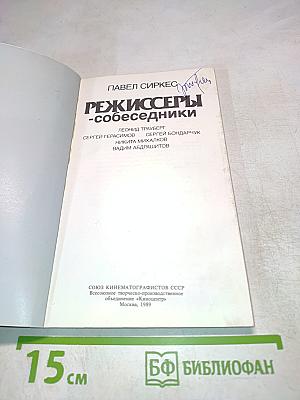 ПАВЕЛ СИРКЕС
РЕЖИССЕРЫ
-собеседники
ЛЕОНИД ТРАУБЕРГ
СЕРГЕЙ ГЕРАСИМОВ СЕРГЕЙ БОНДАРЧУК
НИКИТА МИХАЛКОВ
ВАДИМ АБДРАШИТОВ
СОЮЗ КИНЕМАТОГРАФИСТОВ СССР
Всесоюзное творческо-производственное
объединение «Киноцентр»
Москва, 1989
15 см
БФ БИБЛИОФАН